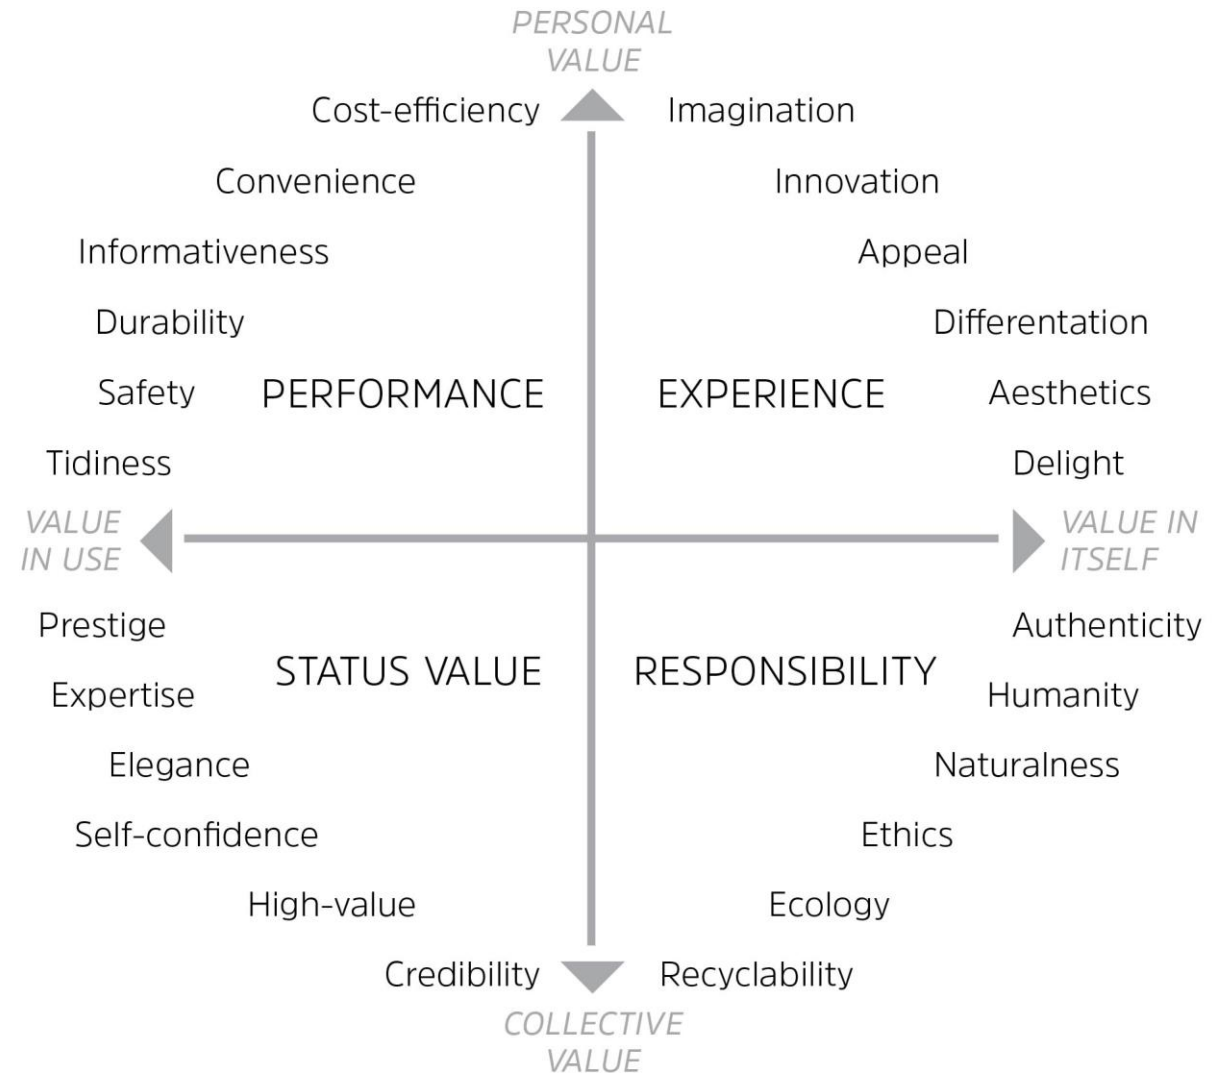 PERSONAL
VALUE
Cost-efficiency
Imagination
Convenience
Innovation
Informativeness
Appeal
Durability
Differentation
Safety
PERFORMANCE
EXPERIENCE
Aesthetics
Tidiness
Delight
VALUE
IN USE
VALUE IN
ITSELF
Prestige
Authenticity
STATUS VALUE
RESPONSIBILITY
Expertise
Humanity
Elegance
Naturalness
Self-confidence
Ethics
High-value
Ecology
Credibility
Recyclability
COLLECTIVE
VALUE